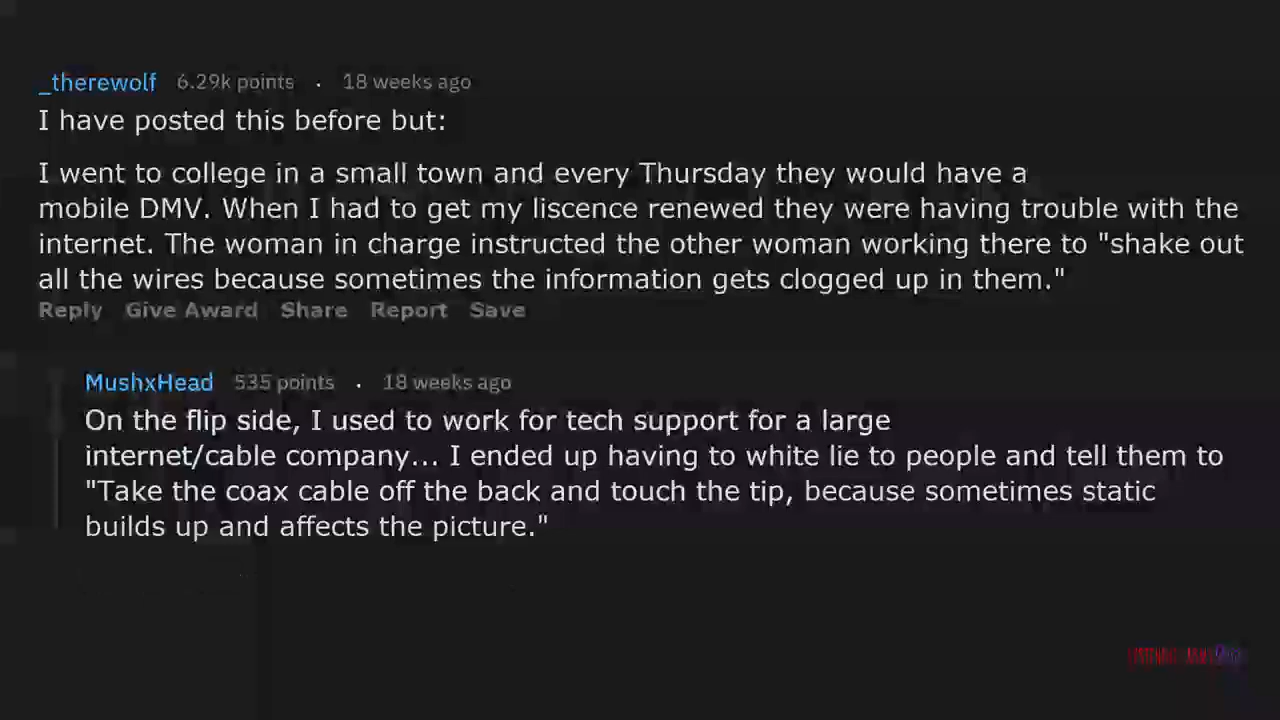 _therewolf 6.29k points · 18 weeks ago
I have posted this before but:
I went to college in a small town and every Thursday they would have a
mobile DMV. When I had to get my liscence renewed they were having trouble with the
internet. The woman in charge instructed the other woman working there to "shake out
all the wires because sometimes the information gets clogged up in them."
Reply Give Award Share Report Save
MushxHead 535 points · 18 weeks ago
On the flip side, I used to work for tech support for a large
internet/cable company... I ended up having to white lie to people and tell them to
"Take the coax cable off the back and touch the tip, because sometimes static
builds up and affects the picture."